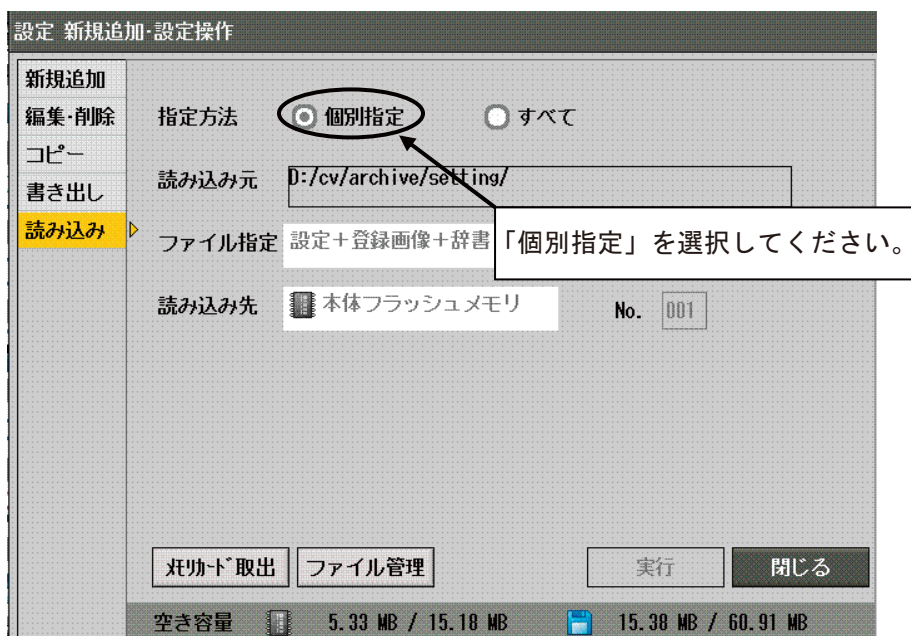 設定 新規追加･設定操作
新規追加
編集･削除
コピー
書き出し
読み込み
指定方法 個別指定 すべて
読み込み元 D:/cv/archive/setting/
ファイル指定 設定＋登録画像＋辞書
「個別指定」を選択してください。
読み込み先 本体フラッシュメモリ No. 001
ﾒﾓﾘｶｰﾄﾞ取出 ファイル管理 実行 閉じる
空き容量 5.33 MB / 15.18 MB 15.38 MB / 60.91 MB